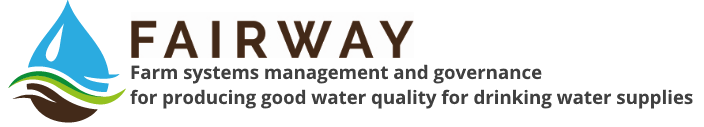 FAIRWAY
Farm systems management and governance
for producing good water quality for drinking water supplies